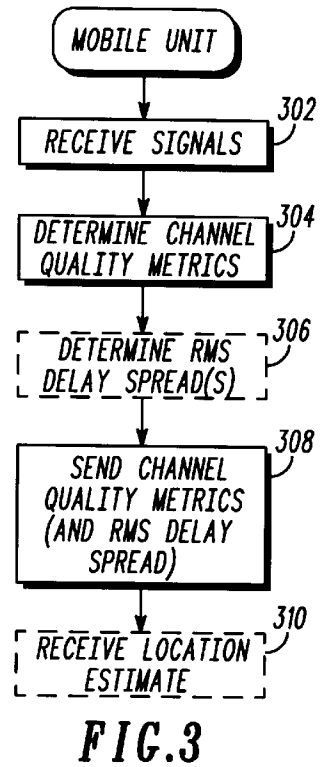 MOBILE UNIT
302
RECEIVE SIGNALS
304
DETERMINE CHANNEL
QUALITY METRICS
306
DETERMINE RMS
DELAY SPREAD(S)
308
SEND CHANNEL
QUALITY METRICS
(AND RMS DELAY
SPREAD)
310
RECEIVE LOCATION
ESTIMATE
FIG.3